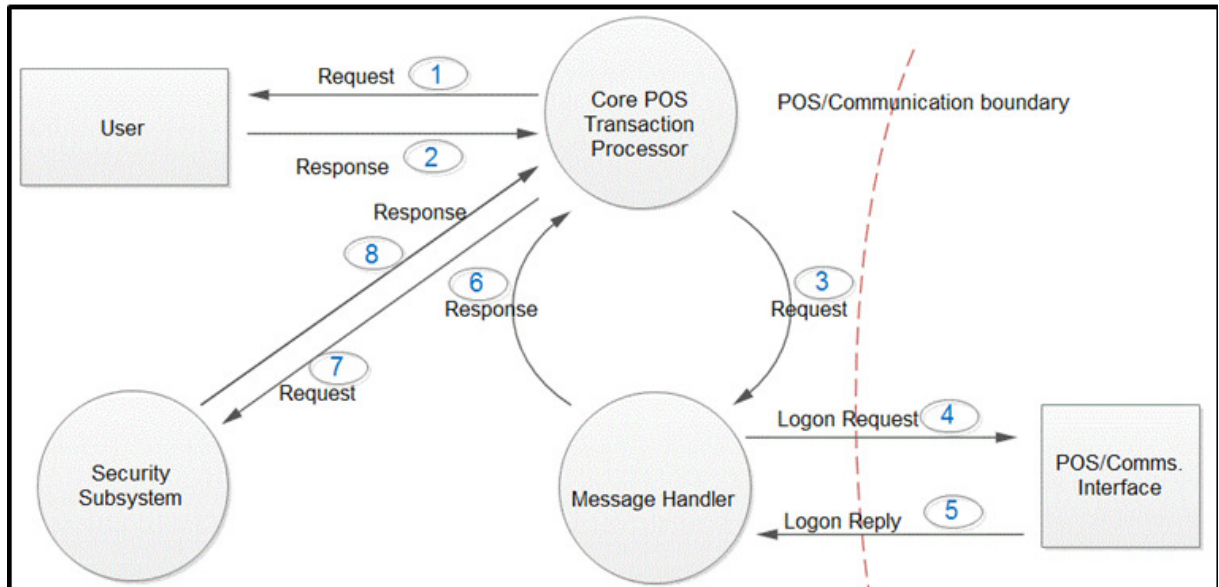 Request 1
User
Response 2
Core POS
Transaction
Processor
POS/Communication boundary
Response
8
6
Response
3
Request
7
Request
Security
Subsystem
Message Handler
Logon Request 4
Logon Reply 5
POS/Comms.
Interface